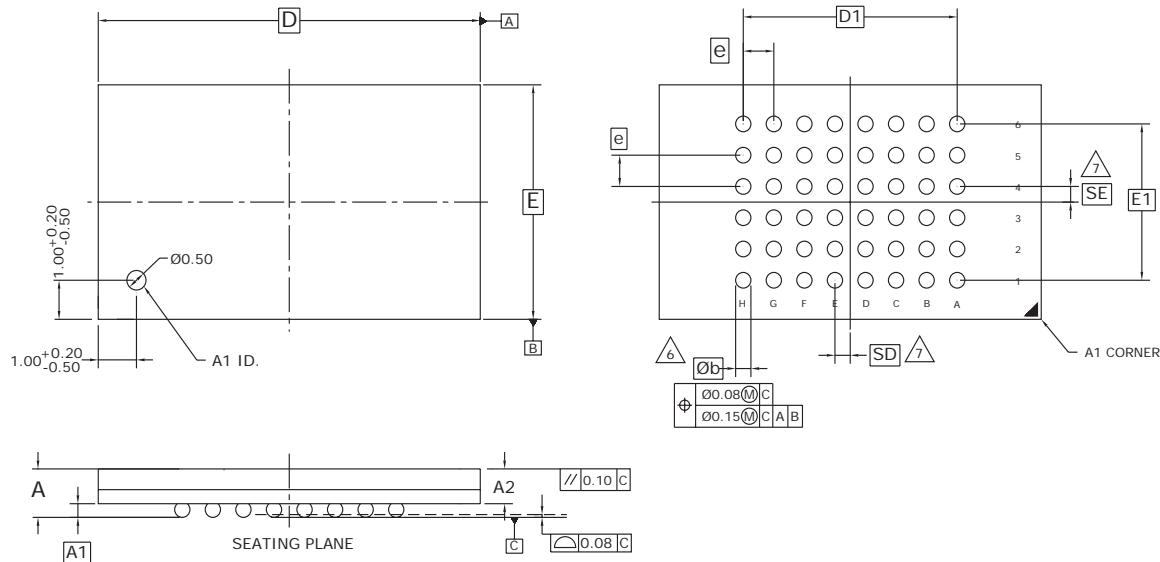 D
A
D1
e
6
5
e
7
4
SE
E
E1
1.00+0.20-0.50
Ø0.50
3
2
1
H G F E D C B A
B
A1 ID.
1.00+0.20-0.50
6
Øb
SD
7
A1 CORNER
Ø0.08Ⓜ C
Ø0.15Ⓜ C A B
A
A2
// 0.10 C
A1
SEATING PLANE
C
0.08 C